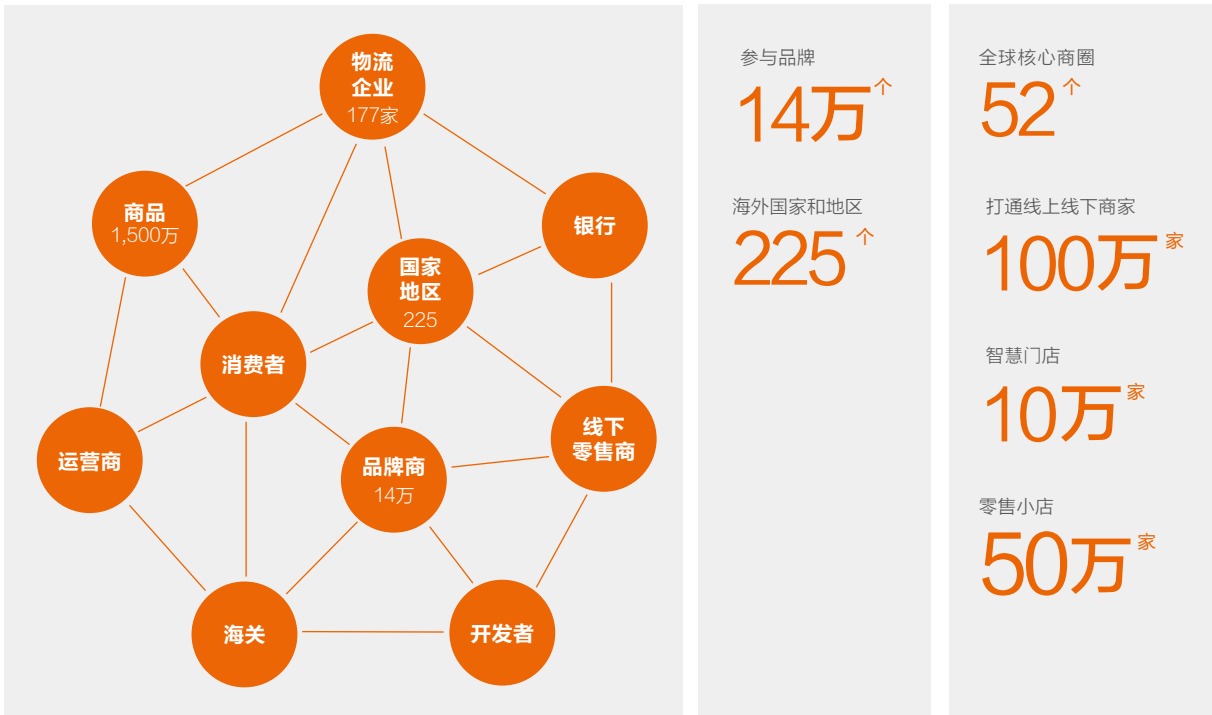 物流
企业
177家
商品
1,500万
银行
国家
地区
225
消费者
线下
零售商
运营商
品牌商
14万
海关
开发者
参与品牌
14万个
海外国家和地区
225个
全球核心商圈
52个
打通线上线下商家
100万家
智慧门店
10万家
零售小店
50万家